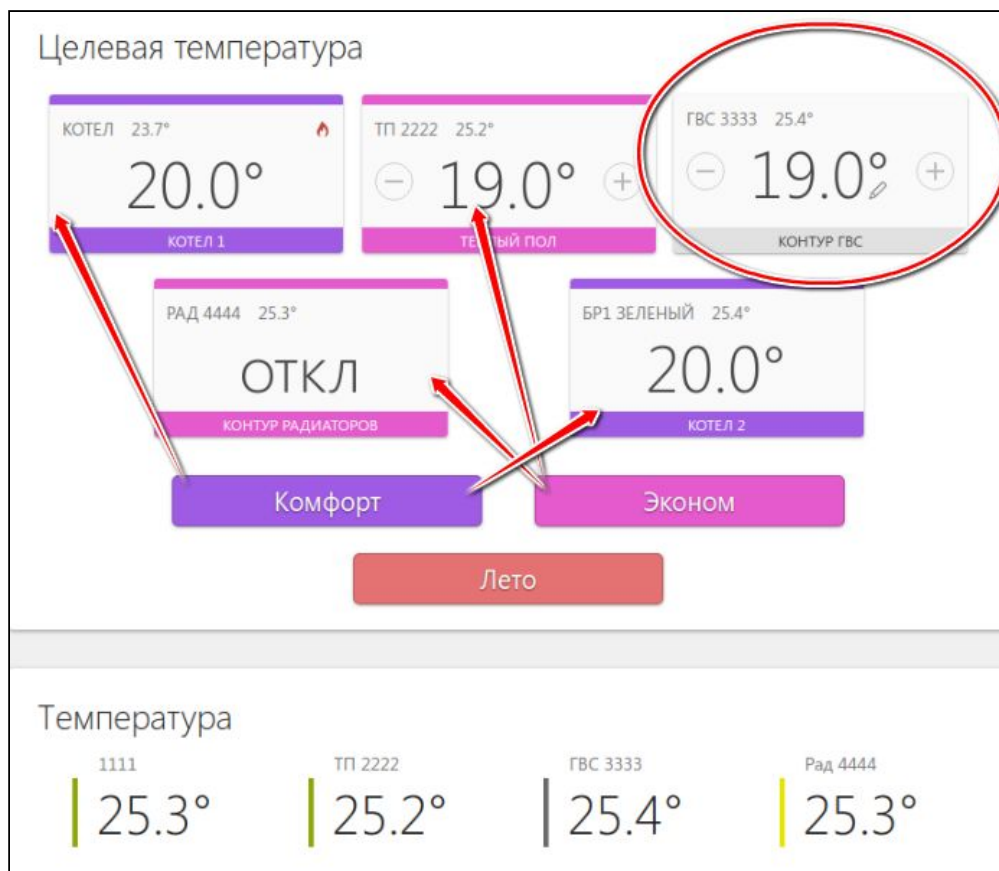 Целевая температура
КОТЕЛ 23.7°
20.0°
КОТЕЛ 1
ТП 2222 25.2°
19.0°
ТЕПЛЫЙ ПОЛ
ГВС 3333 25.4°
19.0°
КОНТУР ГВС
РАД 4444 25.3°
ОТКЛ
КОНТУР РАДИАТОРОВ
БР1 ЗЕЛЕНЫЙ 25.4°
20.0°
КОТЕЛ 2
Комфорт
Эконом
Лето
Температура
1111
25.3°
ТП 2222
25.2°
ГВС 3333
25.4°
Рад 4444
25.3°